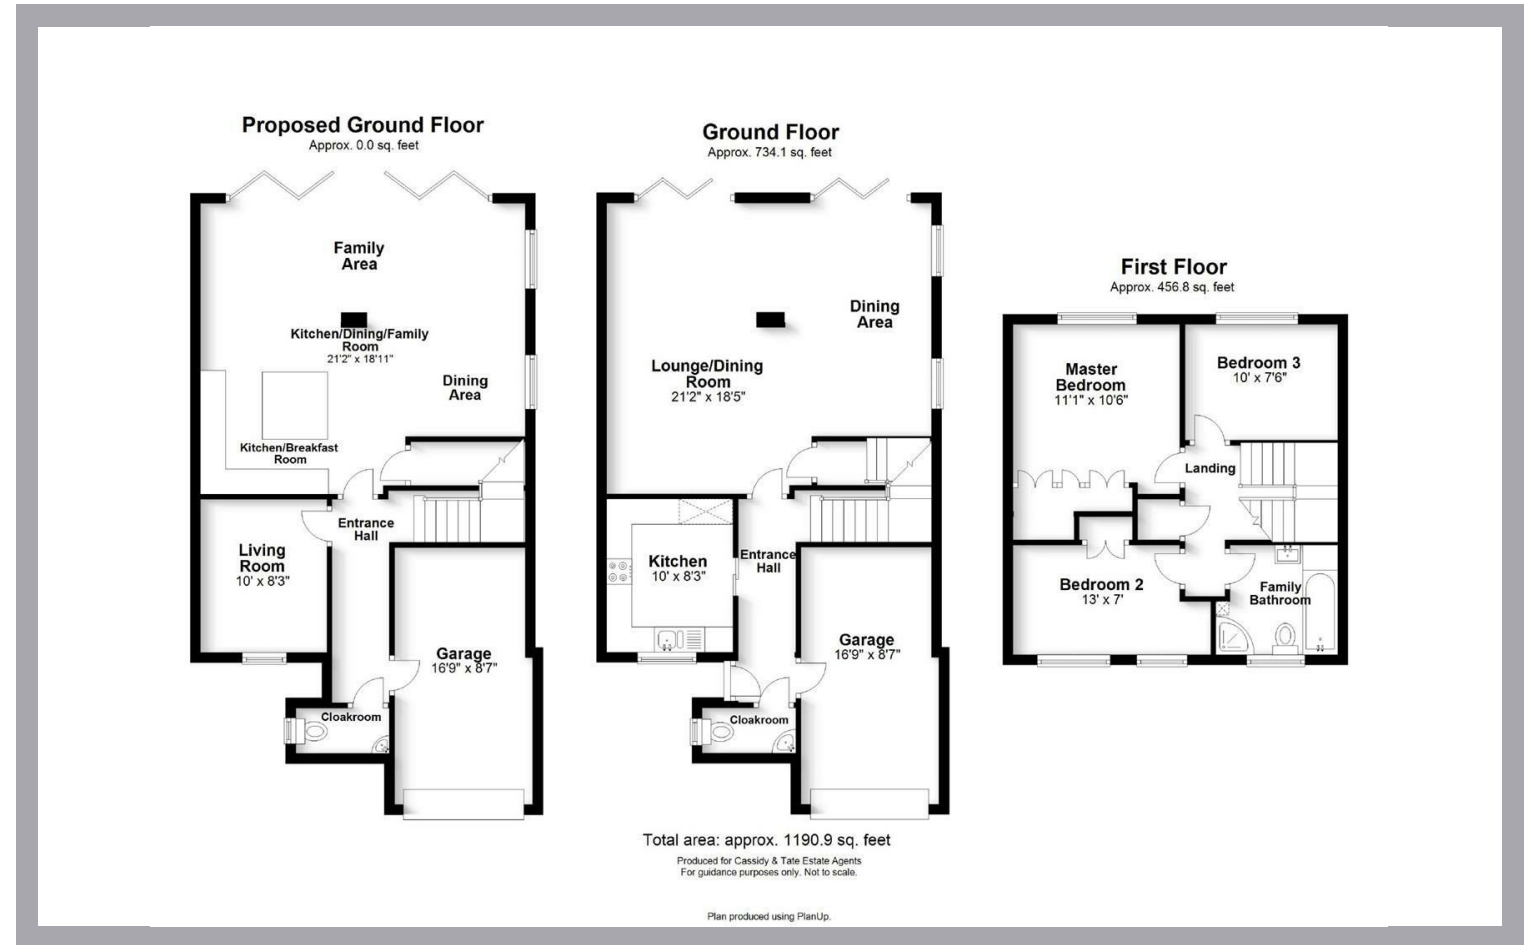 Proposed Ground Floor
Approx. 0.0 sq. feet
Family
Area
Kitchen/Dining/Family
Room
21'2" x 18'11"
Dining
Area
Kitchen/Breakfast
Room
Entrance
Hall
Living
Room
10' x 8'3"
Garage
16'9" x 8'7"
Cloakroom
Ground Floor
Approx. 734.1 sq. feet
Dining
Area
Lounge/Dining
Room
21'2" x 18'5"
Kitchen
10' x 8'3"
Entrance
Hall
Garage
16'9" x 8'7"
Cloakroom
First Floor
Approx. 456.8 sq. feet
Master
Bedroom
11'1" x 10'6"
Bedroom 3
10' x 7'6"
Landing
Bedroom 2
13' x 7'
Family
Bathroom
Total area: approx. 1190.9 sq. feet
Produced for Cassidy & Tate Estate Agents
For guidance purposes only. Not to scale.
Plan produced using PlanUp.